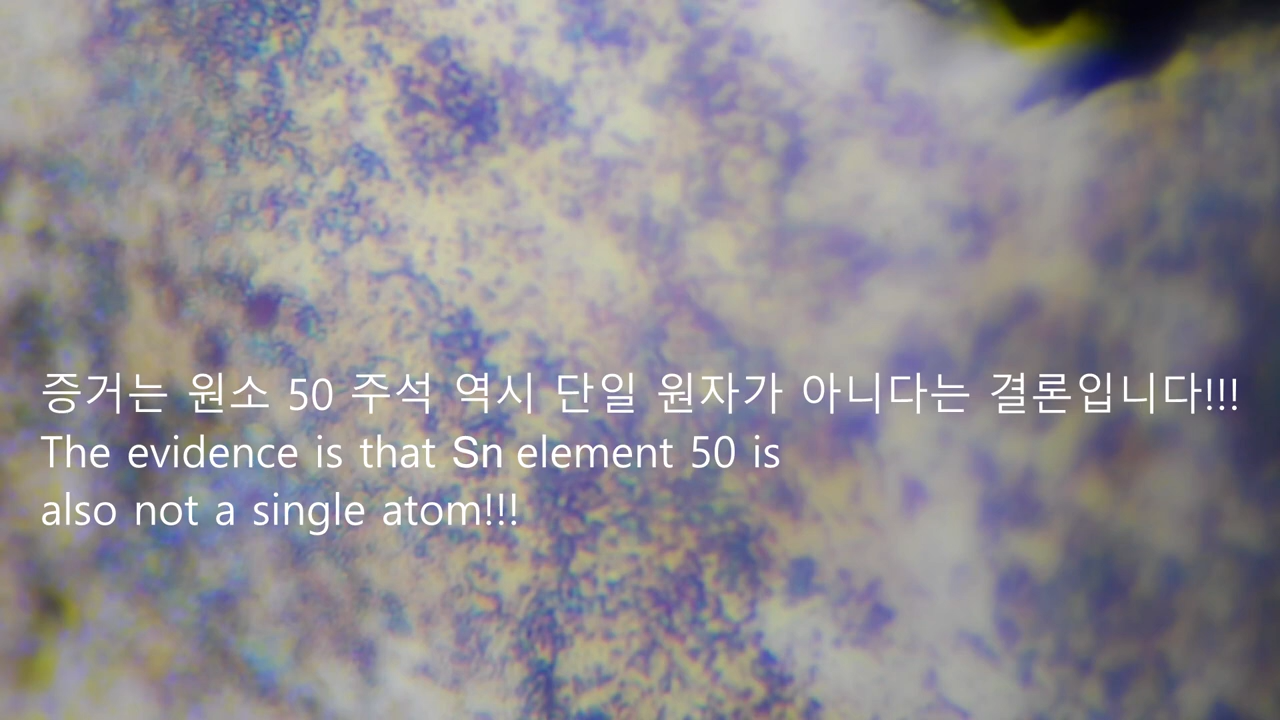 증거는 원소 50 주석 역시 단일 원자가 아니다는 결론입니다!!!
The evidence is that Sn element 50 is
also not a single atom!!!